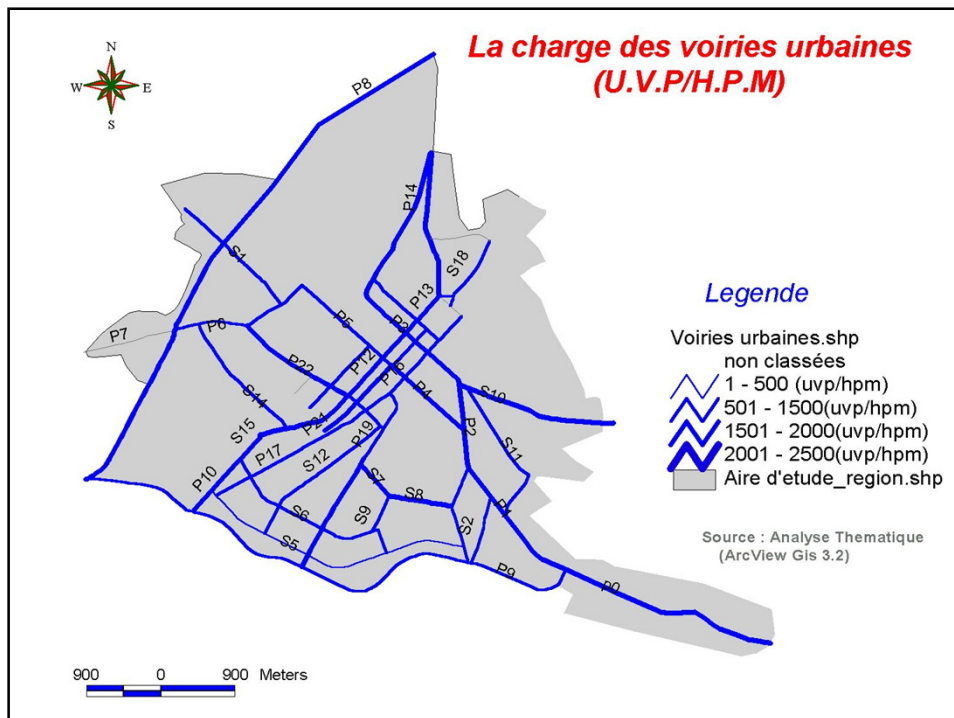 La charge des voiries urbaines
(U.V.P/H.P.M)
N
W
E
S
P8
P14
S1
S18
P13
P7
P6
P5
P3
P12
P22
P4
S10
S14
P21
P2
S15
P19
S11
P17
S12
P10
S7
S8
S6
S9
S2
P1
S5
P9
p0
Legende
Voiries urbaines.shp
non classées
1 - 500 (uvp/hpm)
501 - 1500(uvp/hpm)
1501 - 2000(uvp/hpm)
2001 - 2500(uvp/hpm)
Aire d'etude_region.shp
Source : Analyse Thematique
(ArcView Gis 3.2)
900 0 900 Meters